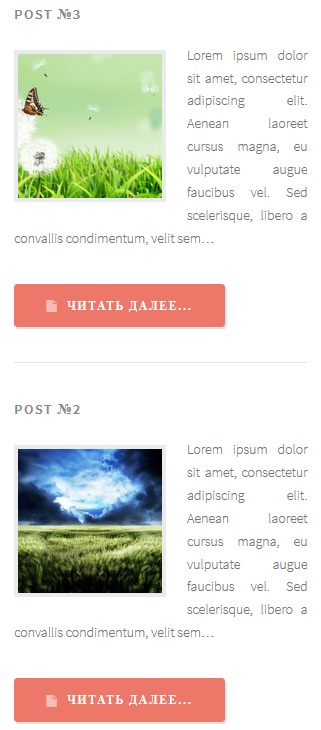 POST №3
Lorem ipsum dolor
sit amet, consectetur
adipiscing elit.
Aenean laoreet
cursus magna, eu
vulputate augue
faucibus vel. Sed
scelerisque, libero a
convallis condimentum, velit sem...
ЧИТАТЬ ДАЛЕЕ...
POST №2
Lorem ipsum dolor
sit amet, consectetur
adipiscing elit.
Aenean laoreet
cursus magna, eu
vulputate augue
faucibus vel. Sed
scelerisque, libero a
convallis condimentum, velit sem...
ЧИТАТЬ ДАЛЕЕ...